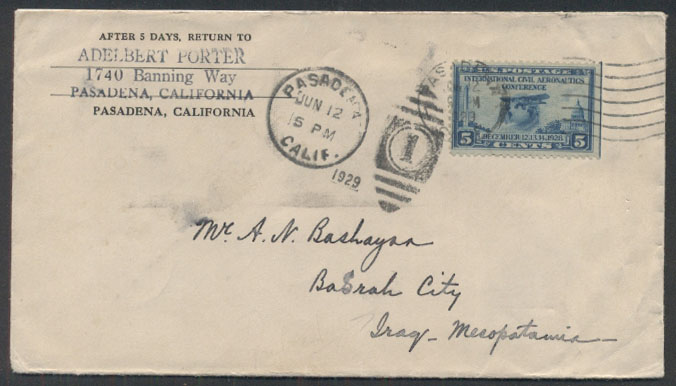 AFTER 5 DAYS, RETURN TO
ADELBERT PORTER
1740 Banning Way
PASADENA, CALIFORNIA
PASADENA, CALIFORNIA
PASADENA
JUN 12
5 PM
CALIF.
1929
1
U.S. POSTAGE
INTERNATIONAL CIVIL AERONAUTICS
CONFERENCE
DECEMBER·12·13·14·1928
5 CENTS 5
Mr. A. N. Bashayan
Basrah City
Iraq - Mesopotamia -